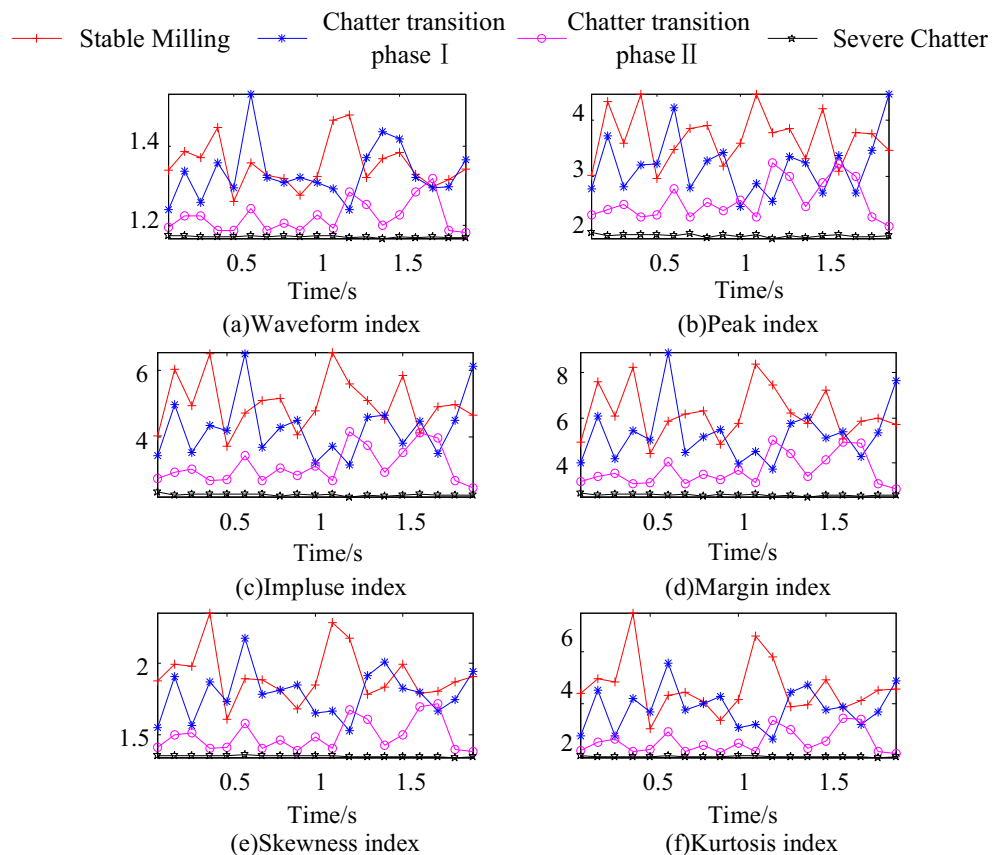 Stable Milling
Chatter transition
phase Ⅰ
Chatter transition
phase Ⅱ
Severe Chatter
1.4
1.2
0.5 1 1.5
Time/s
(a)Waveform index
4
3
2
0.5 1 1.5
Time/s
(b)Peak index
6
4
0.5 1 1.5
Time/s
(c)Impluse index
8
6
4
0.5 1 1.5
Time/s
(d)Margin index
2
1.5
0.5 1 1.5
Time/s
(e)Skewness index
6
4
2
0.5 1 1.5
Time/s
(f)Kurtosis index